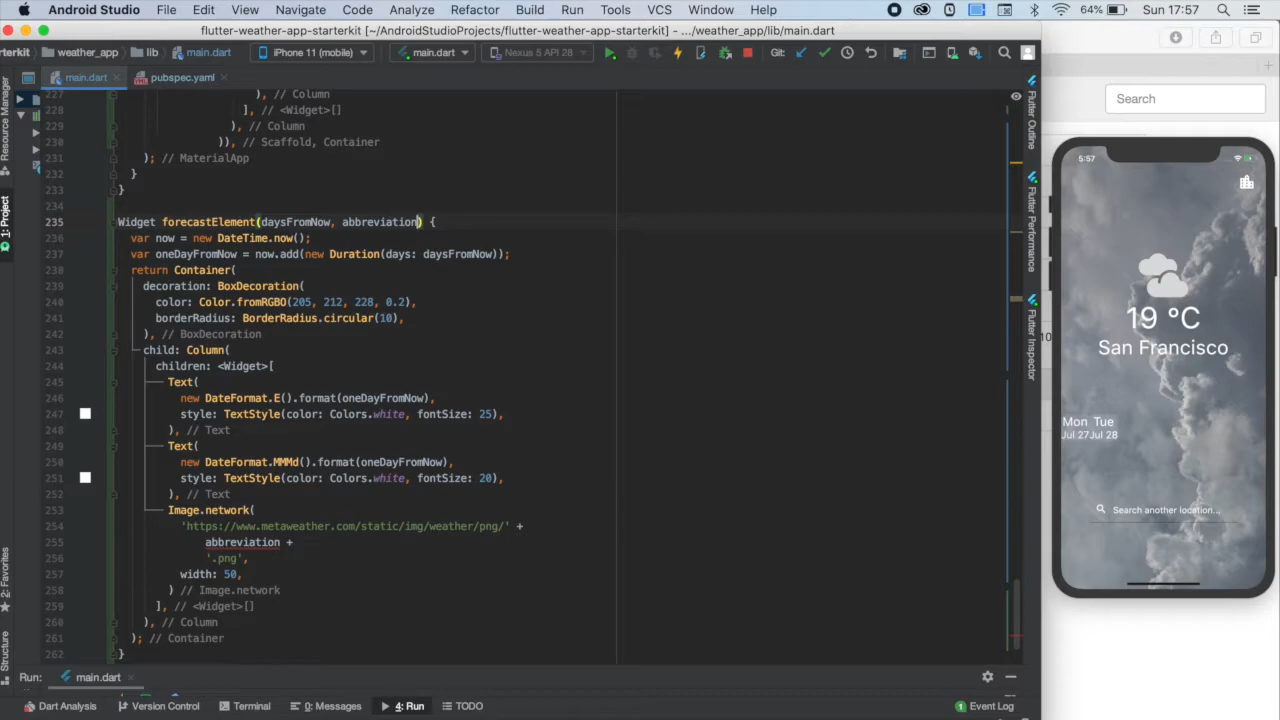 Android Studio File Edit View Navigate Code Analyze Refactor Build Run Tools VCS Window Help 64% Sun 17:57
flutter-weather-app-starterkit [~/AndroidStudioProjects/flutter-weather-app-starterkit] - .../weather_app/lib/main.dart
terkit weather_app lib main.dart iPhone 11 (mobile) main.dart Nexus 5 API 28 Git:
main.dart pubspec.yaml
Resource Manager
1: Project
2: Favorites
Structure
227 ), // Column
228 ], // <Widget>[]
229 ), // Column
230 )), // Scaffold, Container
231 ); // MaterialApp
232 }
233 }
234
235 Widget forecastElement(daysFromNow, abbreviation) {
236 var now = new DateTime.now();
237 var oneDayFromNow = now.add(new Duration(days: daysFromNow));
238 return Container(
239 decoration: BoxDecoration(
240 color: Color.fromRGBO(205, 212, 228, 0.2),
241 borderRadius: BorderRadius.circular(10),
242 ), // BoxDecoration
243 child: Column(
244 children: <Widget>[
245 Text(
246 new DateFormat.E().format(oneDayFromNow),
247 style: TextStyle(color: Colors.white, fontSize: 25),
248 ), // Text
249 Text(
250 new DateFormat.MMMd().format(oneDayFromNow),
251 style: TextStyle(color: Colors.white, fontSize: 20),
252 ), // Text
253 Image.network(
254 'https://www.metaweather.com/static/img/weather/png/' +
255 abbreviation +
256 '.png',
257 width: 50,
258 ) // Image.network
259 ], // <Widget>[]
260 ), // Column
261 ); // Container
262 }
Flutter Outline
Flutter Performance
Flutter Inspector
Search
10
5:57
19 °C
San Francisco
Mon Tue
Jul 27Jul 28
Search another location...
Run: main.dart
Dart Analysis Version Control Terminal 0: Messages 4: Run TODO 1 Event Log